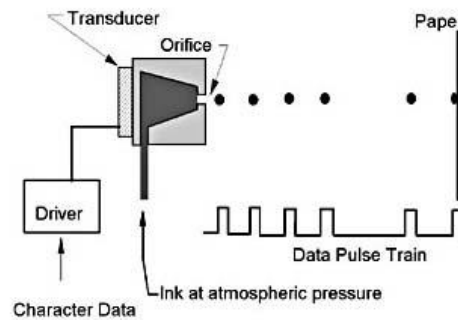 Transducer
Orifice
Pape
Driver
Data Pulse Train
Ink at atmospheric pressure
Character Data